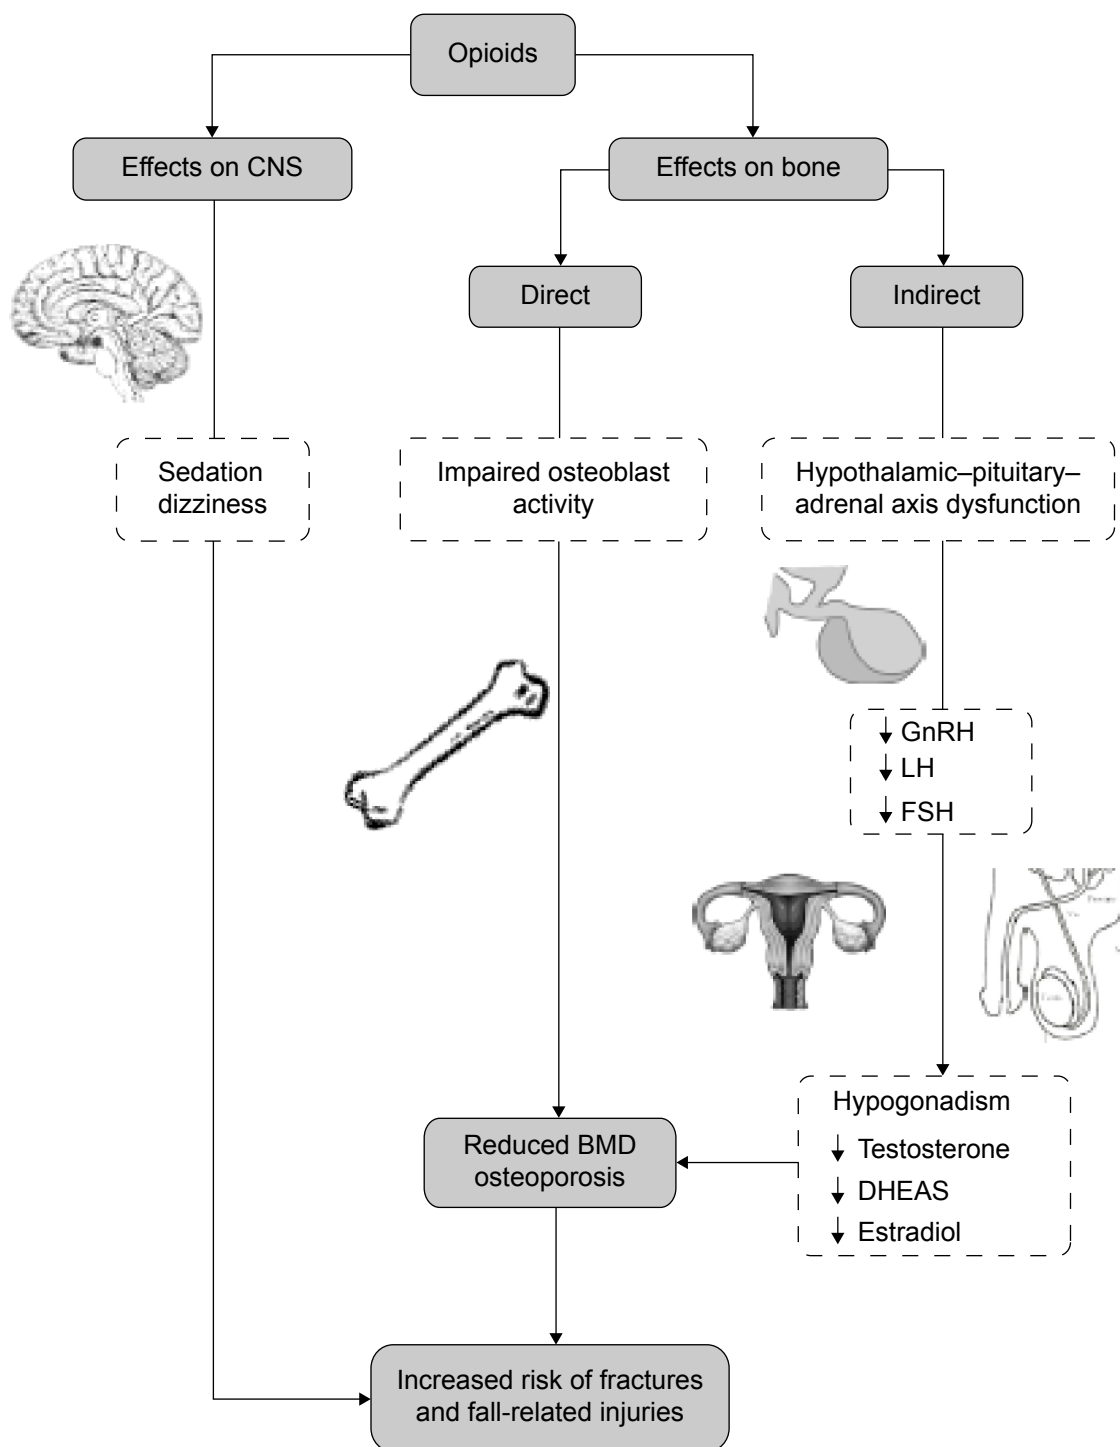 Opioids
Effects on CNS
Effects on bone
Direct
Indirect
Sedation
dizziness
Impaired osteoblast
activity
Hypothalamic–pituitary–
adrenal axis dysfunction
↓ GnRH
↓ LH
↓ FSH
Hypogonadism
↓ Testosterone
↓ DHEAS
↓ Estradiol
Reduced BMD
osteoporosis
Increased risk of fractures
and fall-related injuries